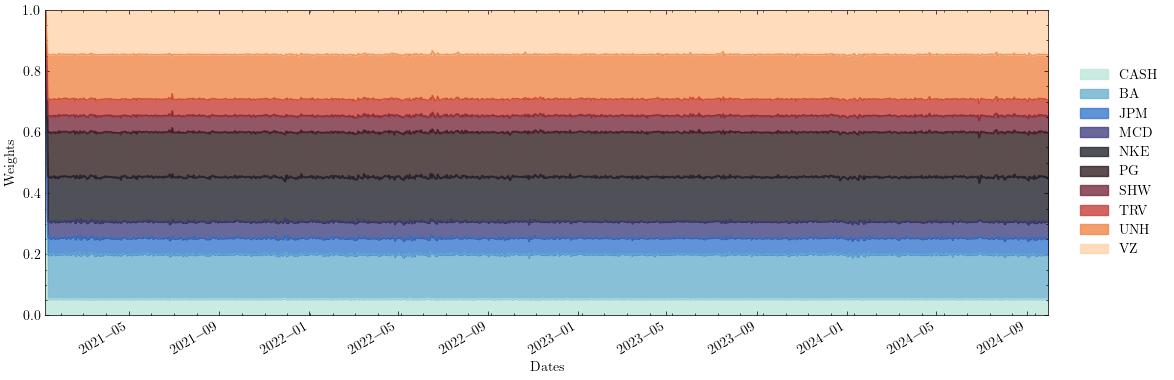 1.0
0.8
0.6
0.4
0.2
0.0
Weights
2021−05
2021−09
2022−01
2022−05
2022−09
2023−01
2023−05
2023−09
2024−01
2024−05
2024−09
Dates
CASH
BA
JPM
MCD
NKE
PG
SHW
TRV
UNH
VZ